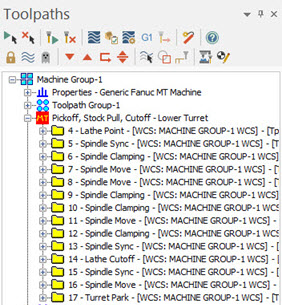 Toolpaths
G1
Machine Group-1
Properties - Generic Fanuc MT Machine
Toolpath Group-1
MT Pickoff, Stock Pull, Cutoff - Lower Turret
4 - Lathe Point - [WCS: MACHINE GROUP-1 WCS] - [Tp
5 - Spindle Sync - [WCS: MACHINE GROUP-1 WCS] - [T
6 - Spindle Clamping - [WCS: MACHINE GROUP-1 WCS]
7 - Spindle Move - [WCS: MACHINE GROUP-1 WCS] - [
8 - Spindle Move - [WCS: MACHINE GROUP-1 WCS] - [
9 - Spindle Clamping - [WCS: MACHINE GROUP-1 WCS]
10 - Spindle Clamping - [WCS: MACHINE GROUP-1 WCS]
11 - Spindle Move - [WCS: MACHINE GROUP-1 WCS] -
12 - Spindle Clamping - [WCS: MACHINE GROUP-1 WCS]
13 - Spindle Sync - [WCS: MACHINE GROUP-1 WCS] - [
14 - Lathe Cutoff - [WCS: MACHINE GROUP-1 WCS] - [
15 - Spindle Sync - [WCS: MACHINE GROUP-1 WCS] - [
16 - Spindle Move - [WCS: MACHINE GROUP-1 WCS] -
17 - Turret Park - [WCS: MACHINE GROUP-1 WCS] - [T